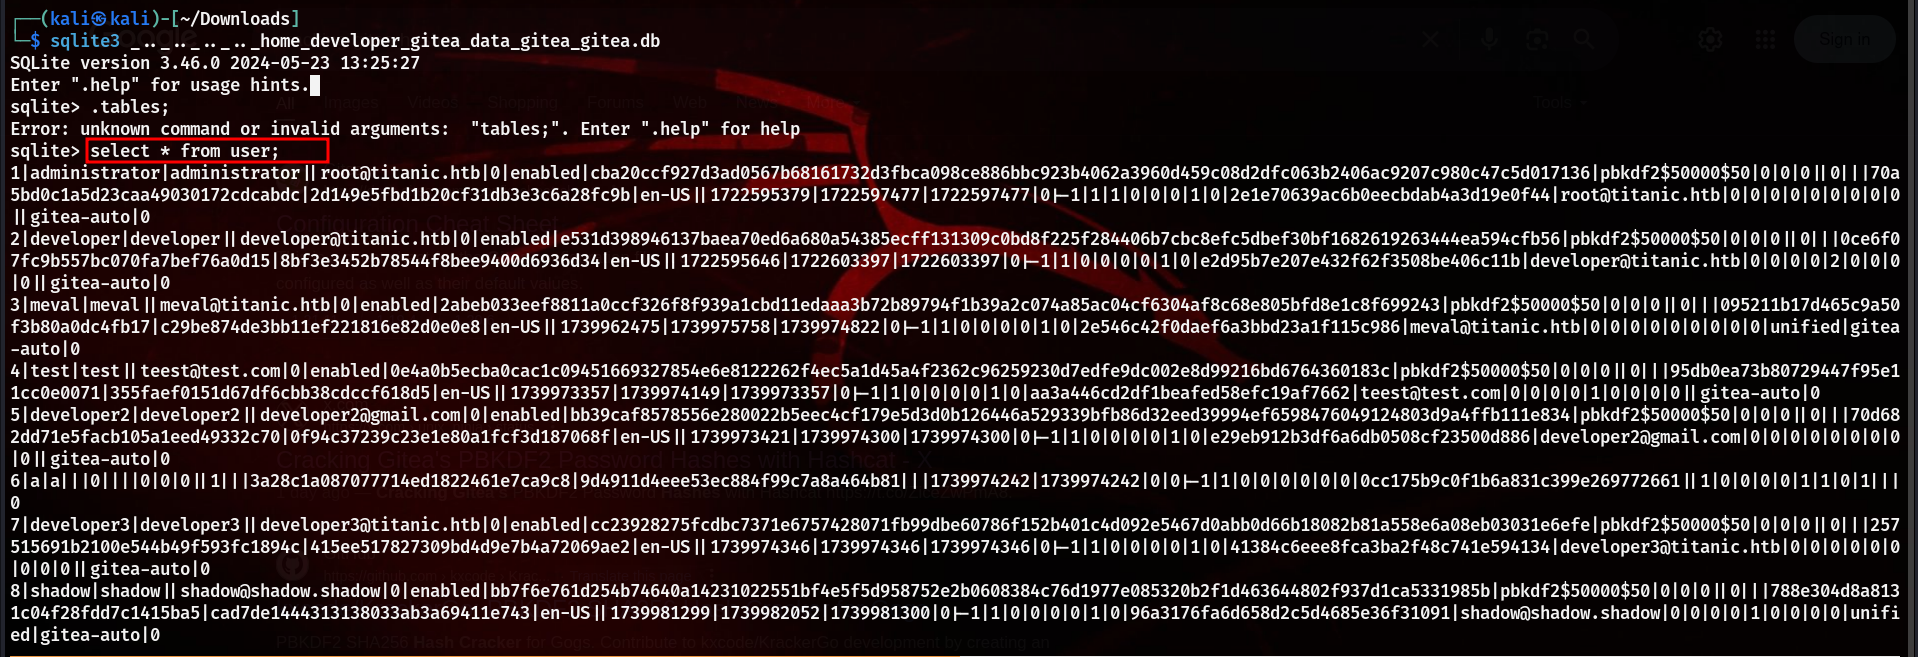 ┌──(kali㉿kali)-[~/Downloads]
└─$ sqlite3 _.._.._.._.._home_developer_gitea_data_gitea_gitea.db
SQLite version 3.46.0 2024-05-23 13:25:27
Enter ".help" for usage hints.
sqlite> .tables;
Error: unknown command or invalid arguments:  "tables;". Enter ".help" for help
sqlite> select * from user;
1|administrator|administrator||root@titanic.htb|0|enabled|cba20ccf927d3ad0567b68161732d3fbca098ce886bbc923b4062a3960d459c08d2dfc063b2406ac9207c980c47c5d017136|pbkdf2$50000$50|0|0|0||0|||70a
5bd0c1a5d23caa49030172cdcabdc|2d149e5fbd1b20cf31db3e3c6a28fc9b|en-US||1722595379|1722597477|1722597477|0|-1|1|1|0|0|0|1|0|2e1e70639ac6b0eecbdab4a3d19e0f44|root@titanic.htb|0|0|0|0|0|0|0|0|0
||gitea-auto|0
2|developer|developer||developer@titanic.htb|0|enabled|e531d398946137baea70ed6a680a54385ecff131309c0bd8f225f284406b7cbc8efc5dbef30bf1682619263444ea594cfb56|pbkdf2$50000$50|0|0|0||0|||0ce6f0
7fc9b557bc070fa7bef76a0d15|8bf3e3452b78544f8bee9400d6936d34|en-US||1722595646|1722603397|1722603397|0|-1|1|0|0|0|0|1|0|e2d95b7e207e432f62f3508be406c11b|developer@titanic.htb|0|0|0|0|2|0|0|0
|0||gitea-auto|0
3|meval|meval||meval@titanic.htb|0|enabled|2abeb033eef8811a0ccf326f8f939a1cbd11edaaa3b72b89794f1b39a2c074a85ac04cf6304af8c68e805bfd8e1c8f699243|pbkdf2$50000$50|0|0|0||0|||095211b17d465c9a50
f3b80a0dc4fb17|c29be874de3bb11ef221816e82d0e0e8|en-US||1739962475|1739975758|1739974822|0|-1|1|0|0|0|0|1|0|2e546c42f0daef6a3bbd23a1f115c986|meval@titanic.htb|0|0|0|0|0|0|0|0|0|unified|gitea
-auto|0
4|test|test||teest@test.com|0|enabled|0e4a0b5ecba0cac1c09451669327854e6e8122262f4ec5a1d45a4f2362c96259230d7edfe9dc002e8d99216bd6764360183c|pbkdf2$50000$50|0|0|0||0|||95db0ea73b80729447f95e1
1cc0e0071|355faef0151d67df6cbb38cdccf618d5|en-US||1739973357|1739974149|1739973357|0|-1|1|0|0|0|0|1|0|aa3a446cd2df1beafed58efc19af7662|teest@test.com|0|0|0|0|1|0|0|0|0||gitea-auto|0
5|developer2|developer2||developer2@gmail.com|0|enabled|bb39caf8578556e280022b5eec4cf179e5d3d0b126446a529339bfb86d32eed39994ef6598476049124803d9a4ffb111e834|pbkdf2$50000$50|0|0|0||0|||70d68
2dd71e5facb105a1eed49332c70|0f94c37239c23e1e80a1fcf3d187068f|en-US||1739973421|1739974300|1739974300|0|-1|1|0|0|0|0|1|0|e29eb912b3df6a6db0508cf23500d886|developer2@gmail.com|0|0|0|0|0|0|0|0
|0||gitea-auto|0
6|a|a|||0||||0|0|0||1|||3a28c1a08707714ed1822461e7ca9c8|9d4911d4eee53ec884f99c7a8a464b81|||1739974242|1739974242|0|0|-1|1|0|0|0|0|0|0|0cc175b9c0f1b6a831c399e269772661||1|0|0|0|0|1|1|0|1|||
0
7|developer3|developer3||developer3@titanic.htb|0|enabled|cc23928275fcdbc7371e6757428071fb99dbe60786f152b401c4d092e5467d0abb0d66b18082b81a558e6a08eb03031e6efe|pbkdf2$50000$50|0|0|0||0|||257
515691b2100e544b49f593fc1894c|415ee517827309bd4d9e7b4a72069ae2|en-US||1739974346|1739974346|1739974346|0|-1|1|0|0|0|0|1|0|41384c6eee8fca3ba2f48c741e594134|developer3@titanic.htb|0|0|0|0|0|0
|0|0|0||gitea-auto|0
8|shadow|shadow||shadow@shadow.shadow|0|enabled|bb7f6e761d254b74640a14231022551bf4e5f5d958752e2b0608384c76d1977e085320b2f1d463644802f937d1ca5331985b|pbkdf2$50000$50|0|0|0||0|||788e304d8a813
1c04f28fdd7c1415ba5|cad7de1444313138033ab3a69411e743|en-US||1739981299|1739982052|1739981300|0|-1|1|0|0|0|0|1|0|96a3176fa6d658d2c5d4685e36f31091|shadow@shadow.shadow|0|0|0|0|1|0|0|0|0|unifi
ed|gitea-auto|0